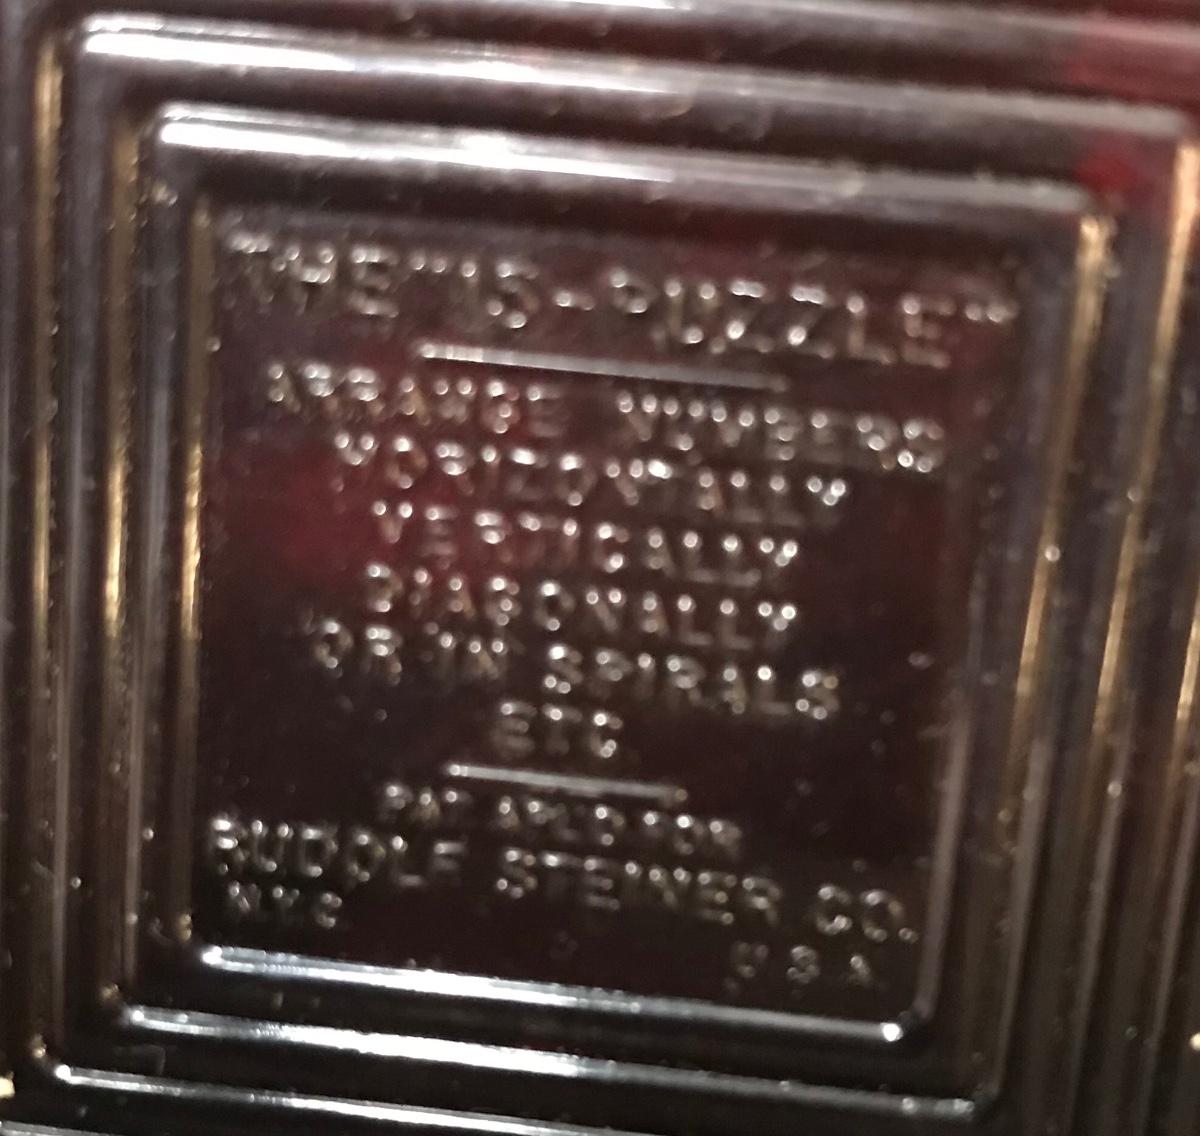 THE "15-PUZZLE"
ARRANGE NUMBERS
HORIZONTALLY
VERTICALLY
DIAGONALLY
OR IN SPIRALS
ETC
PAT APLD FOR
RUDOLF STEINER CO.
N.Y.C
U S A